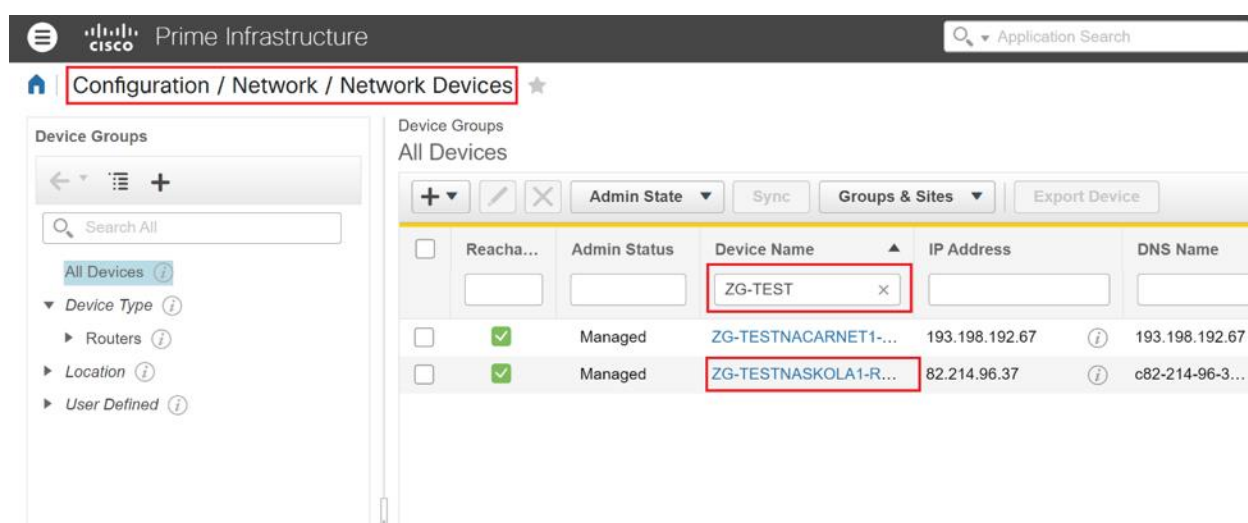 cisco Prime Infrastructure
Application Search
Configuration / Network / Network Devices
Device Groups
Search All
All Devices
Device Type
Routers
Location
User Defined
Device Groups
All Devices
Admin State Sync Groups & Sites Export Device
Reacha... Admin Status Device Name IP Address DNS Name
ZG-TEST
Managed ZG-TESTNACARNET1-... 193.198.192.67 193.198.192.67
Managed ZG-TESTNASKOLA1-R... 82.214.96.37 c82-214-96-3...